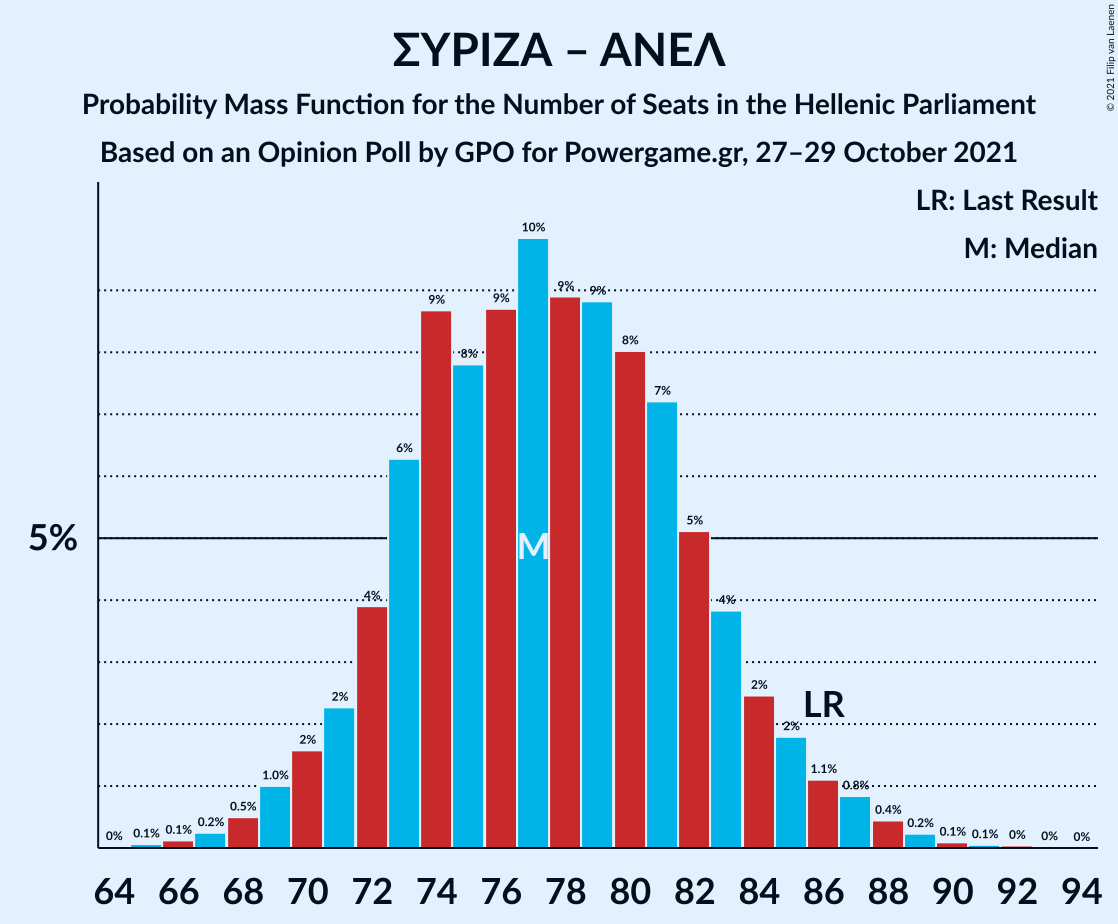 ΣΥΡΙΖΑ – ΑΝΕΛ
Probability Mass Function for the Number of Seats in the Hellenic Parliament
Based on an Opinion Poll by GPO for Powergame.gr, 27–29 October 2021
© 2021 Filip van Laenen
LR: Last Result
M: Median
5%
0% 0.1% 0.1% 0.2% 0.5% 1.0% 2% 2% 4% 6% 9% 8% 9% 10% 9% 9% 8% 7% 5% 4% 2% 2% 1.1% 0.8% 0.4% 0.2% 0.1% 0.1% 0% 0% 0%
M
LR
64 66 68 70 72 74 76 78 80 82 84 86 88 90 92 94